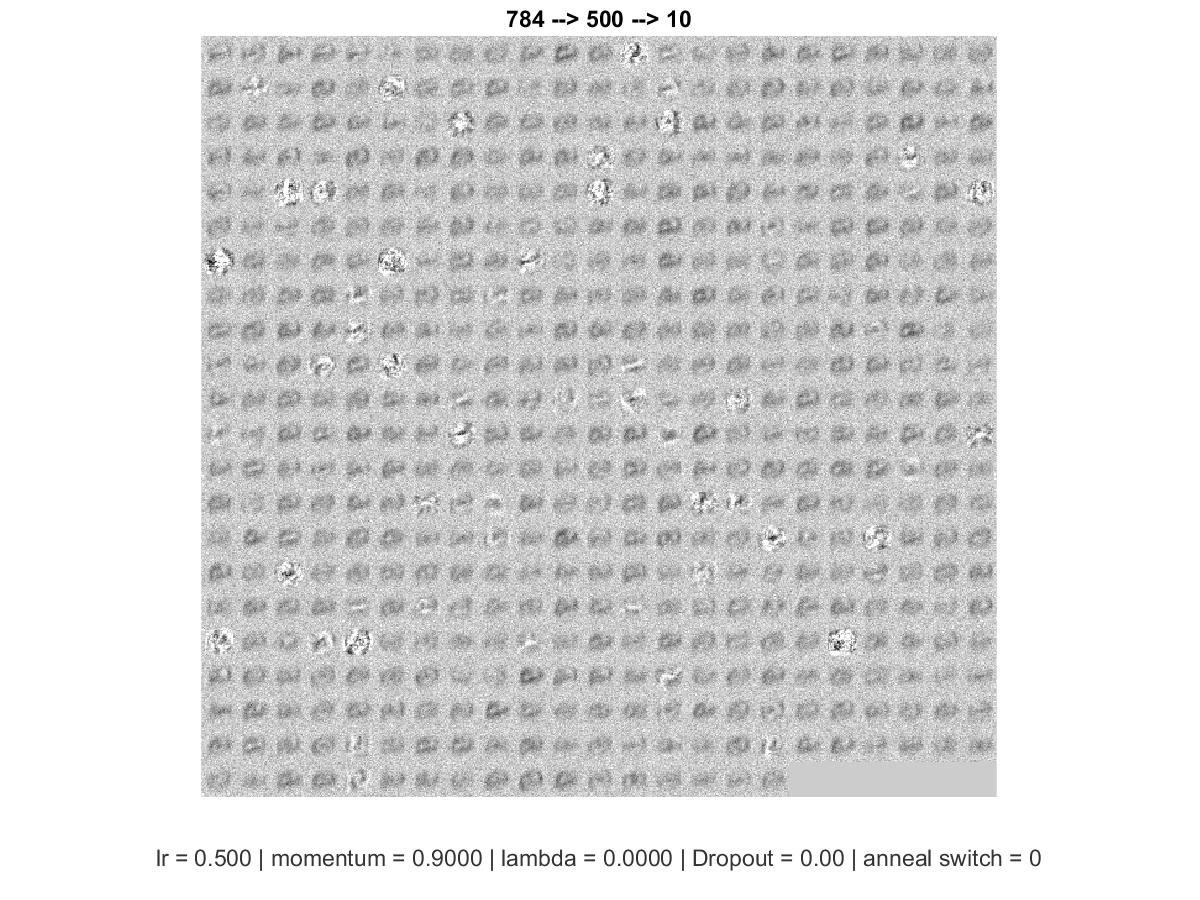 784 --> 500 --> 10
lr = 0.500 | momentum = 0.9000 | lambda = 0.0000 | Dropout = 0.00 | anneal switch = 0